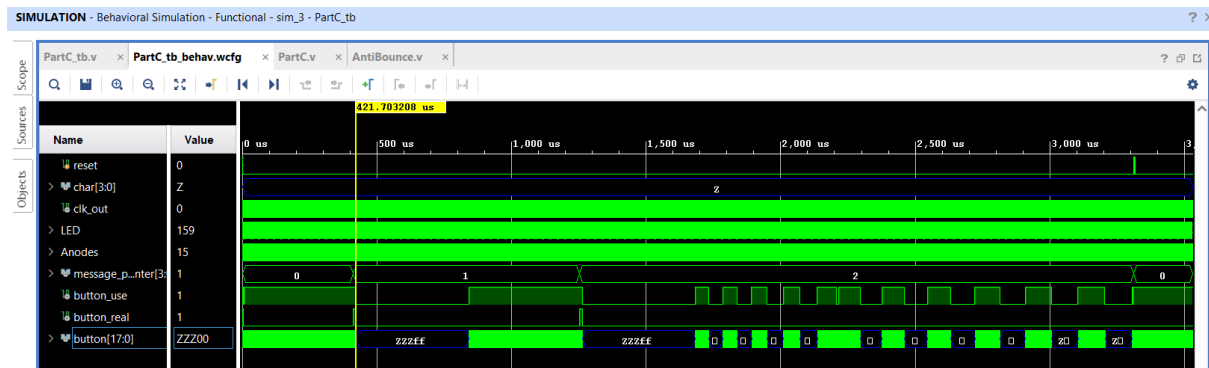 SIMULATION - Behavioral Simulation - Functional - sim_3 - PartC_tb ?
Scope
Sources
Objects
PartC_tb.v × PartC_tb_behav.wcfg × PartC.v × AntiBounce.v × ?
421.703208 us
Name Value 0 us 500 us 1,000 us 1,500 us 2,000 us 2,500 us 3,000 us 3,
reset 0
char[3:0] Z Z
clk_out 0
LED 159
Anodes 15
message_p...nter[3: 1 0 1 2 0
button_use 1
button_real 1
button[17:0] ZZZ00 zzzff zzzff z z